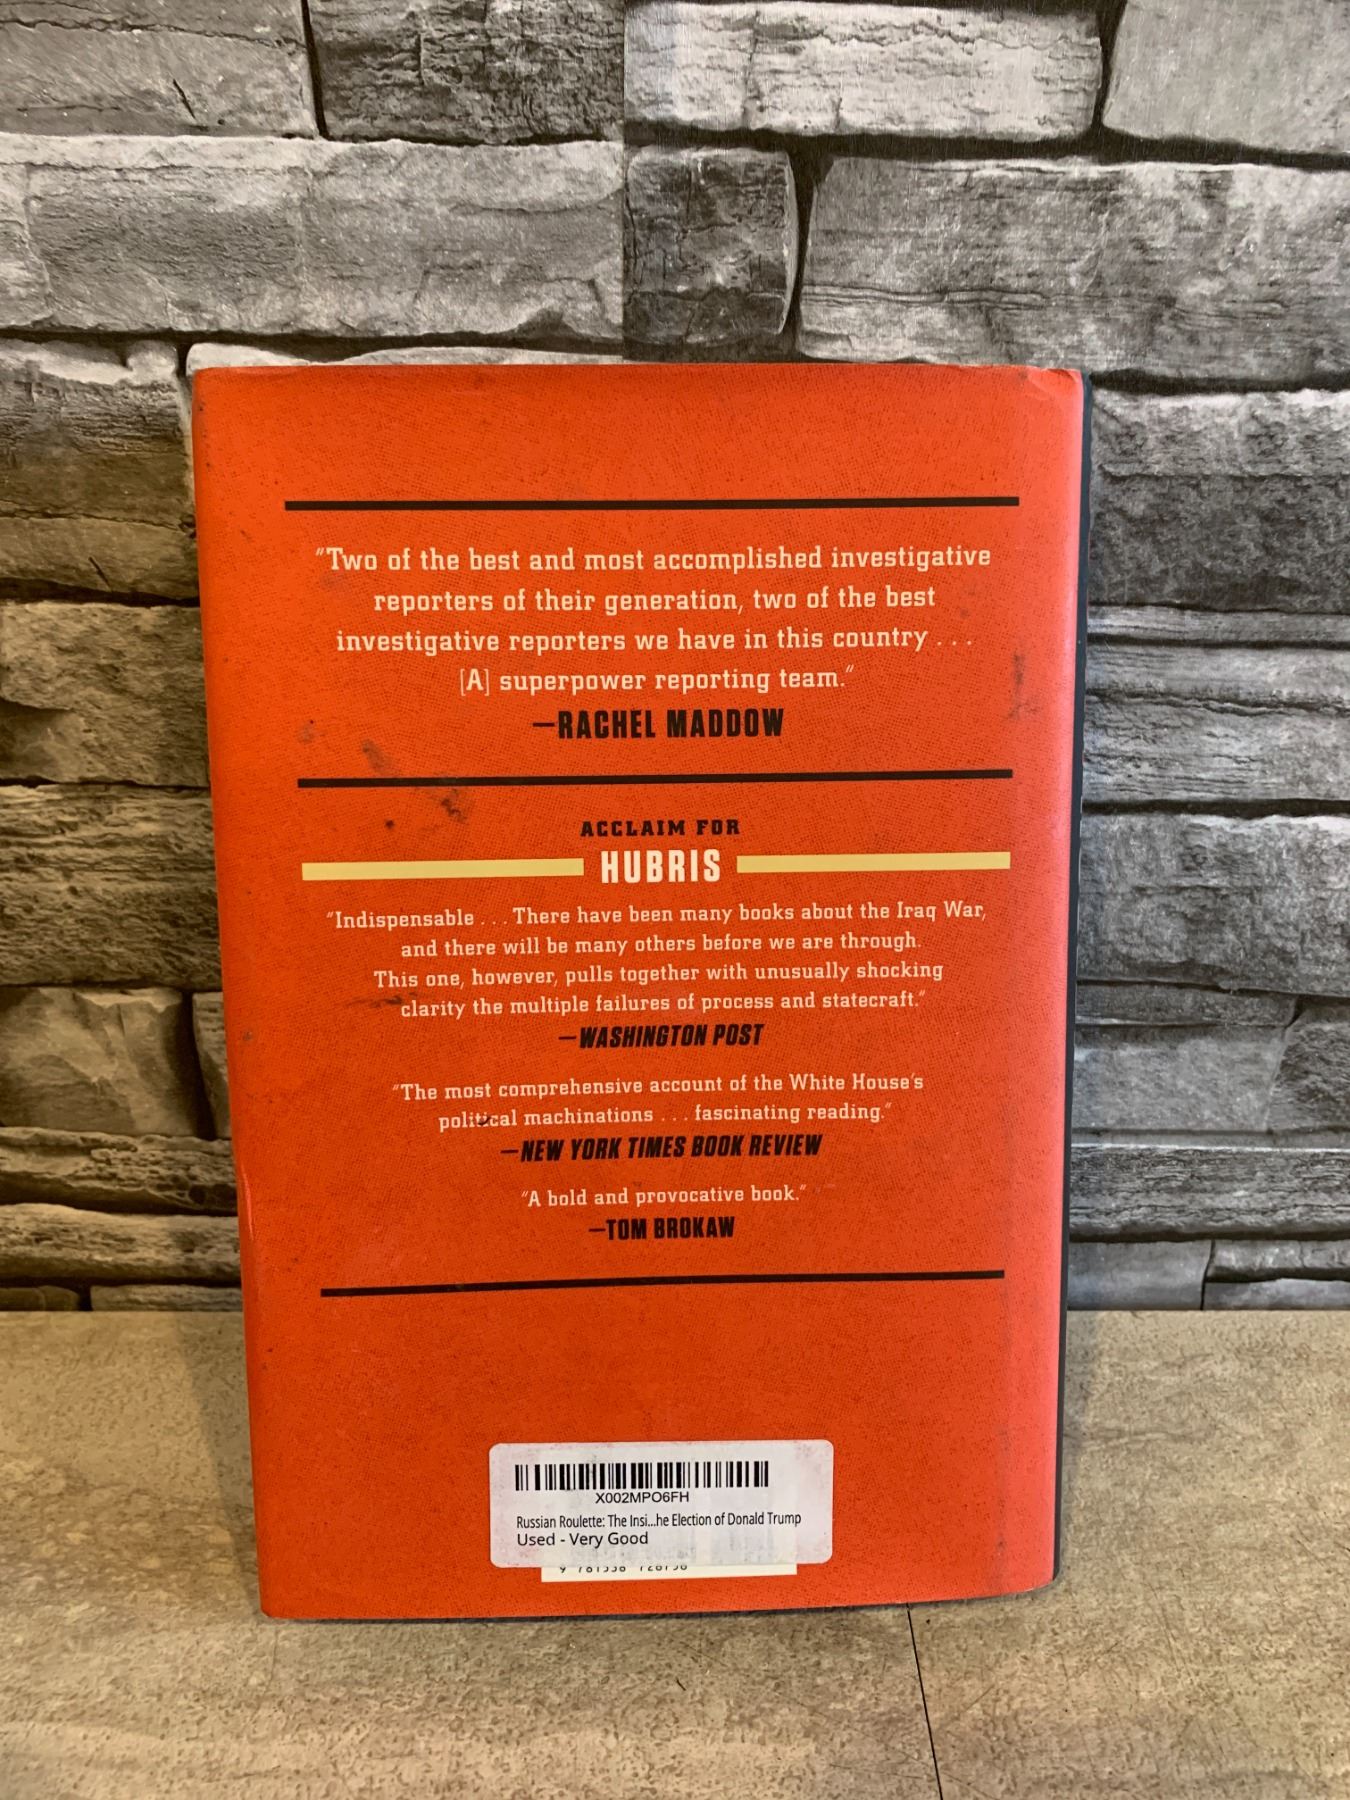 "Two of the best and most accomplished investigative
reporters of their generation, two of the best
investigative reporters we have in this country . . .
[A] superpower reporting team."
—RACHEL MADDOW
ACCLAIM FOR
HUBRIS
"Indispensable . . . There have been many books about the Iraq War,
and there will be many others before we are through.
This one, however, pulls together with unusually shocking
clarity the multiple failures of process and statecraft."
—WASHINGTON POST
"The most comprehensive account of the White House's
political machinations . . . fascinating reading."
—NEW YORK TIMES BOOK REVIEW
"A bold and provocative book."
—TOM BROKAW
X002MPO6FH
Russian Roulette: The Insi...he Election of Donald Trump
Used - Very Good